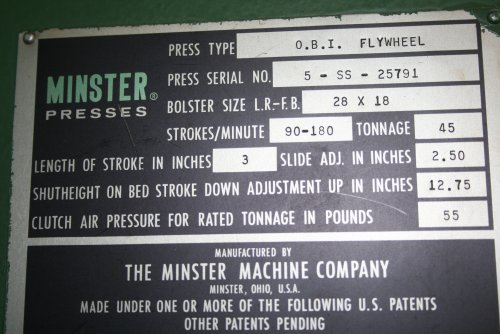 PRESS TYPE O.B.I. FLYWHEEL
MINSTER®
PRESSES
PRESS SERIAL NO. 5 - SS - 25791
BOLSTER SIZE L.R.-F.B. 28 X 18
STROKES/MINUTE 90-180 TONNAGE 45
LENGTH OF STROKE IN INCHES 3 SLIDE ADJ. IN INCHES 2.50
SHUTHEIGHT ON BED STROKE DOWN ADJUSTMENT UP IN INCHES 12.75
CLUTCH AIR PRESSURE FOR RATED TONNAGE IN POUNDS 55
MANUFACTURED BY
THE MINSTER MACHINE COMPANY
MINSTER, OHIO, U.S.A.
MADE UNDER ONE OR MORE OF THE FOLLOWING U.S. PATENTS
OTHER PATENTS PENDING